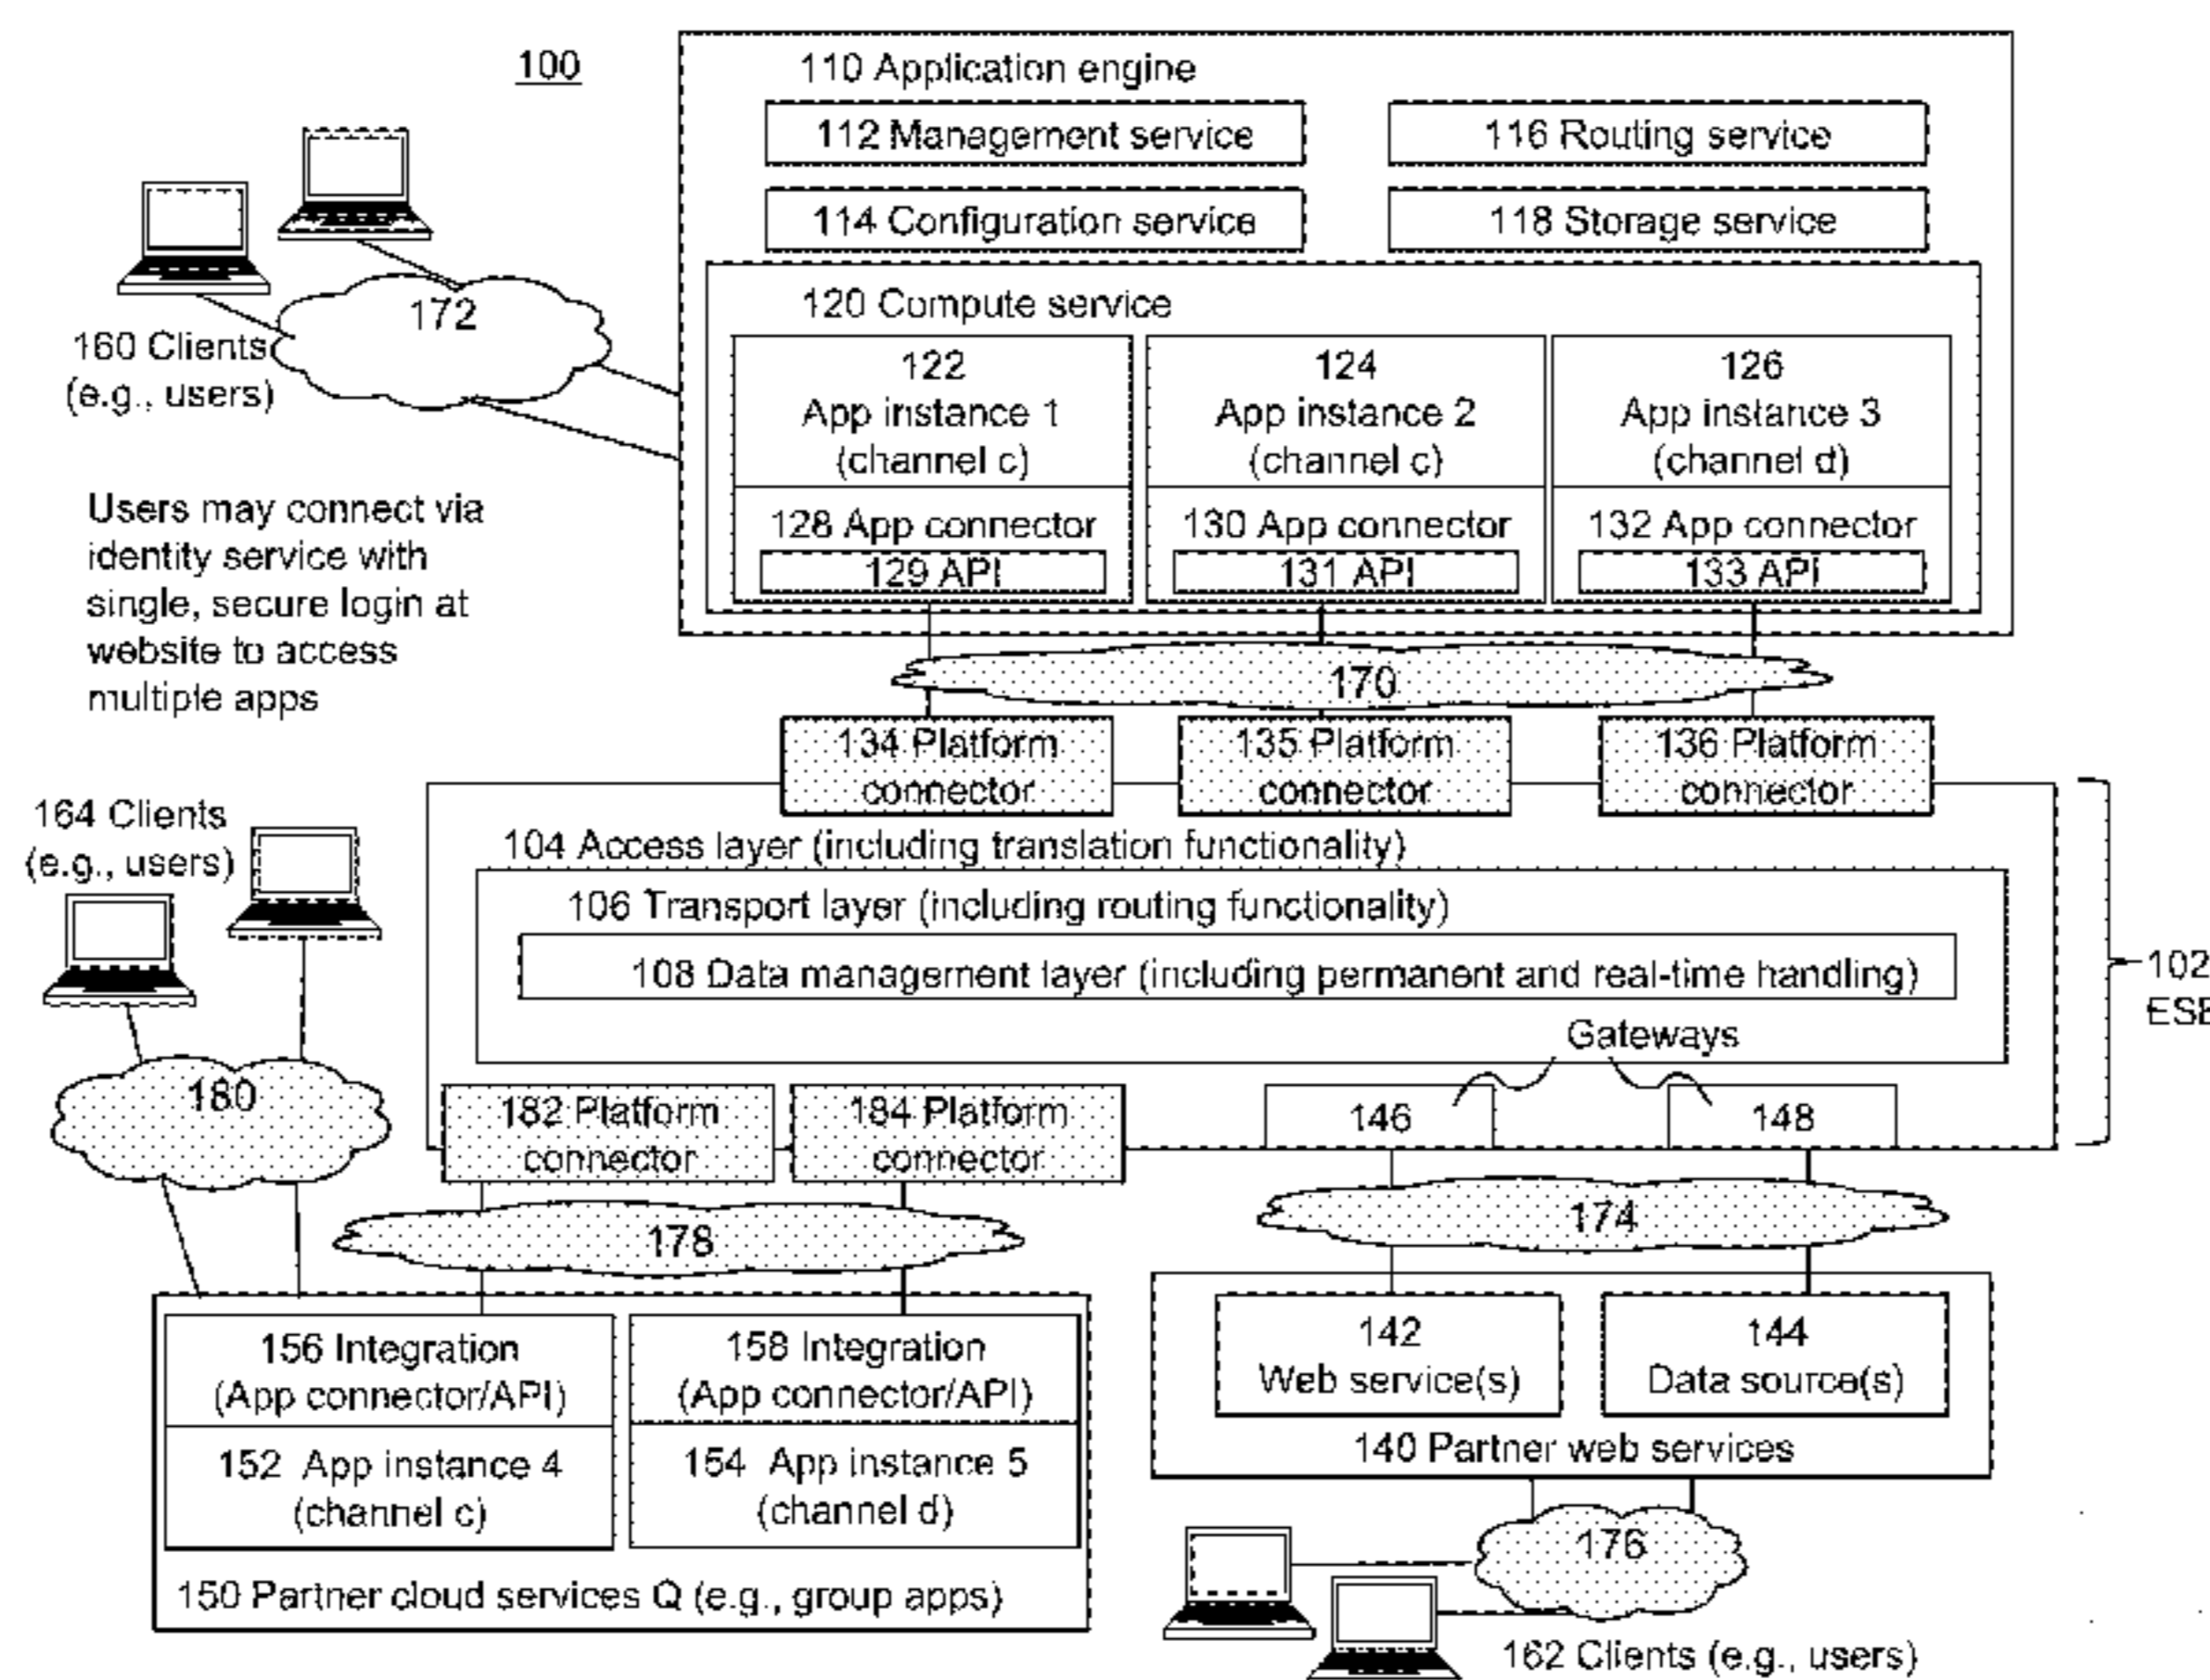 100
110 Application engine
112 Management service
116 Routing service
114 Configuration service
118 Storage service
120 Compute service
122
App instance 1
(channel c)
124
App instance 2
(channel c)
126
App instance 3
(channel d)
128 App connector
129 API
130 App connector
131 API
132 App connector
133 API
172
160 Clients
(e.g., users)
Users may connect via
identity service with
single, secure login at
website to access
multiple apps
170
134 Platform
connector
135 Platform
connector
136 Platform
connector
164 Clients
(e.g., users)
104 Access layer (including translation functionality)
106 Transport layer (including routing functionality)
108 Data management layer (including permanent and real-time handling)
102
ESB
Gateways
180
182 Platform
connector
184 Platform
connector
146
148
178
174
156 Integration
(App connector/API)
158 Integration
(App connector/API)
152 App instance 4
(channel c)
154 App instance 5
(channel d)
150 Partner cloud services Q (e.g., group apps)
142
Web service(s)
144
Data source(s)
140 Partner web services
176
162 Clients (e.g., users)